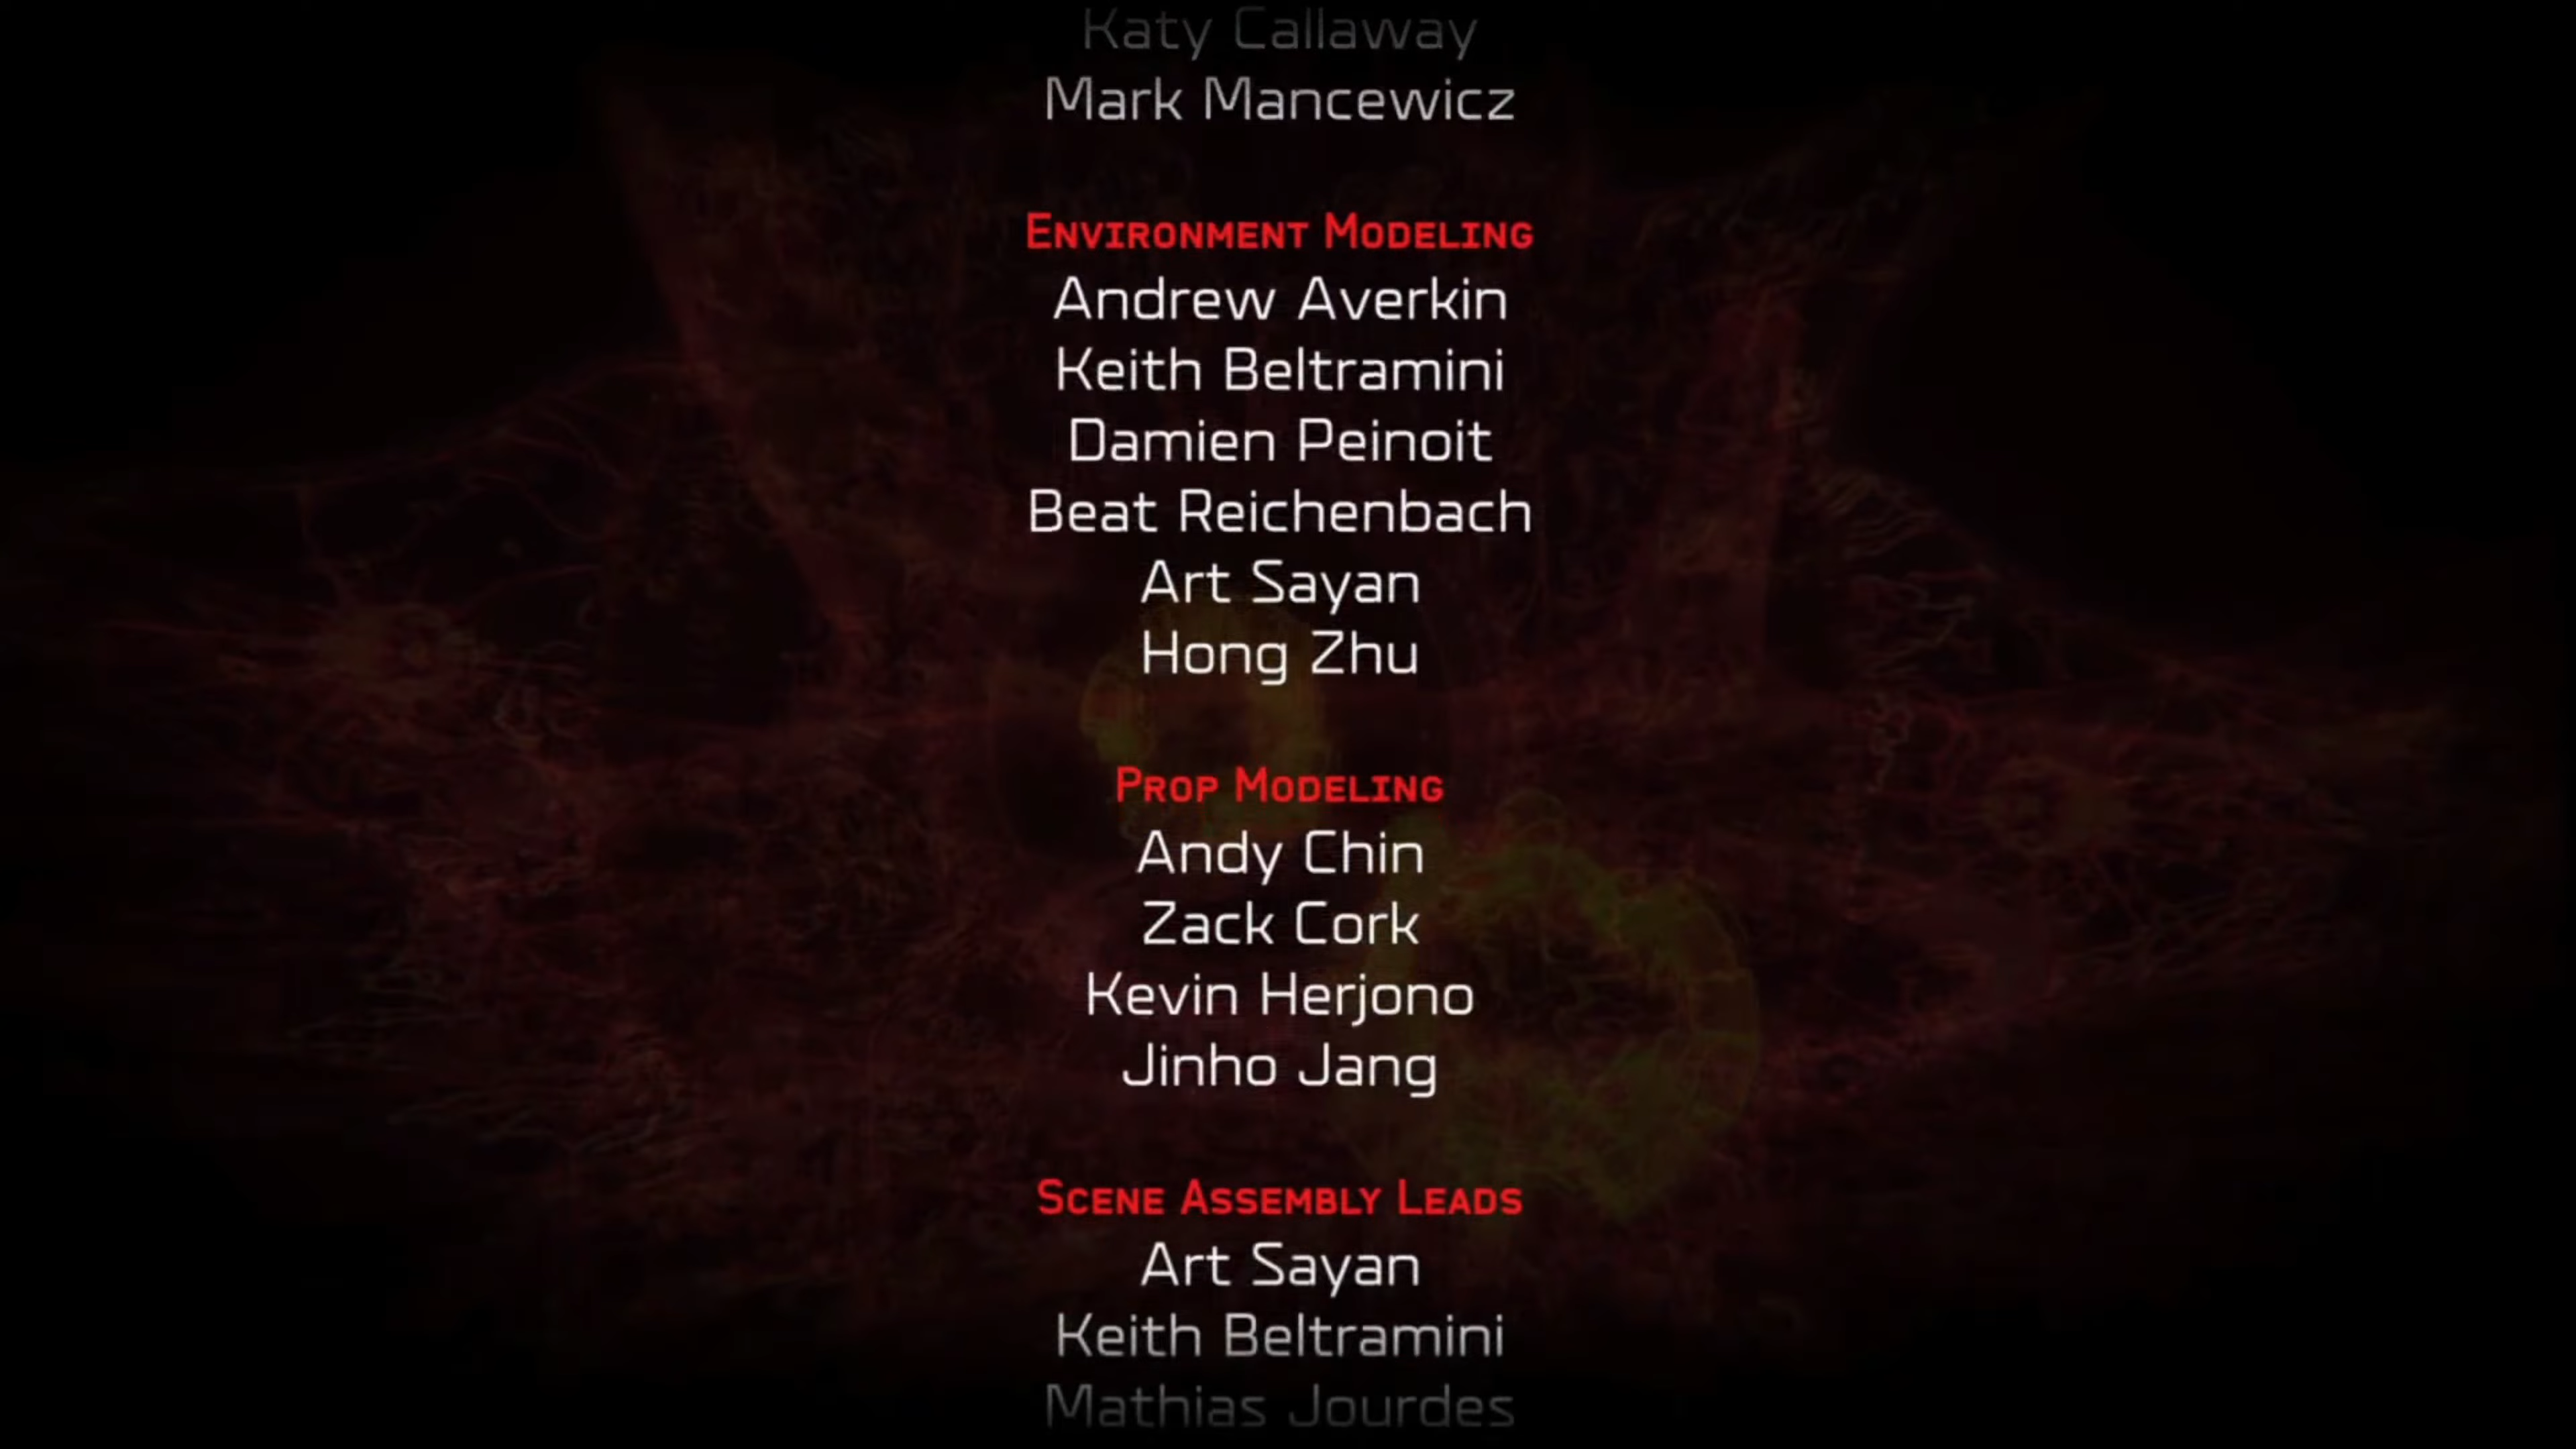 Katy Callaway
Mark Mancewicz
Environment Modeling
Andrew Averkin
Keith Beltramini
Damien Peinoit
Beat Reichenbach
Art Sayan
Hong Zhu
Prop Modeling
Andy Chin
Zack Cork
Kevin Herjono
Jinho Jang
Scene Assembly Leads
Art Sayan
Keith Beltramini
Mathias Jourdes